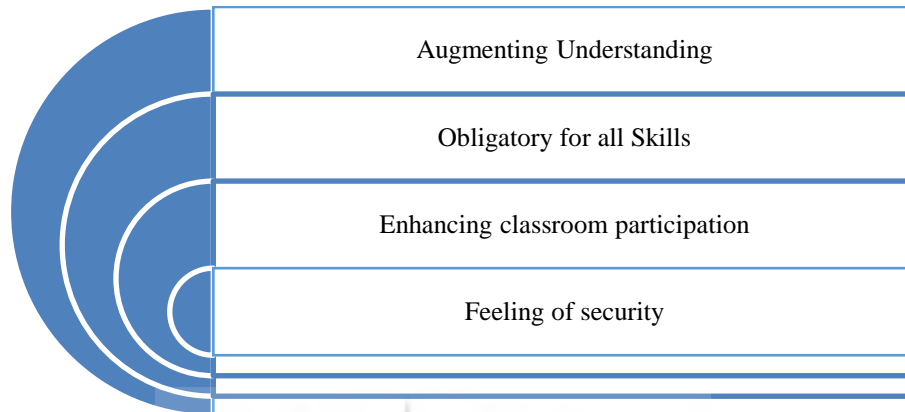 Augmenting Understanding
Obligatory for all Skills
Enhancing classroom participation
Feeling of security